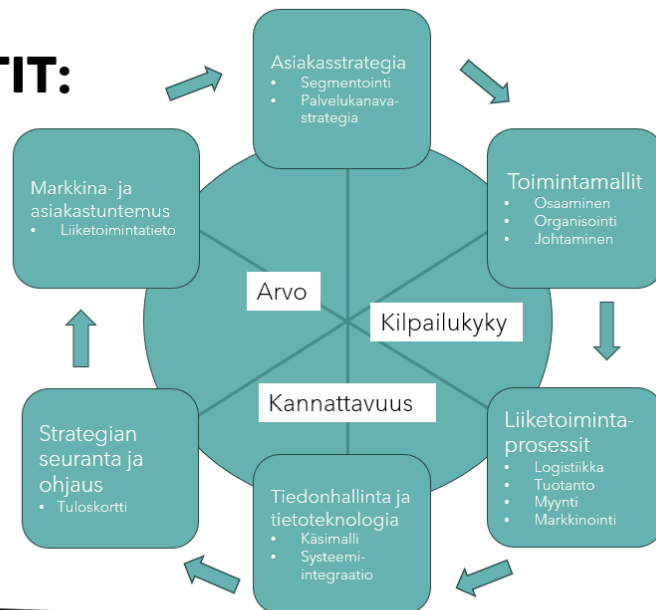 TIT:
Asiakasstrategia
• Segmentointi
• Palvelukanava-
strategia
Toimintamallit
• Osaaminen
• Organisointi
• Johtaminen
Liiketoiminta-
prosessit
• Logistiikka
• Tuotanto
• Myynti
• Markkinointi
Tiedonhallinta ja
tietoteknologia
• Käsimalli
• Systeemi-
integraatio
Strategian
seuranta ja
ohjaus
• Tuloskortti
Markkina- ja
asiakastuntemus
• Liiketoimintatieto
Arvo
Kilpailukyky
Kannattavuus